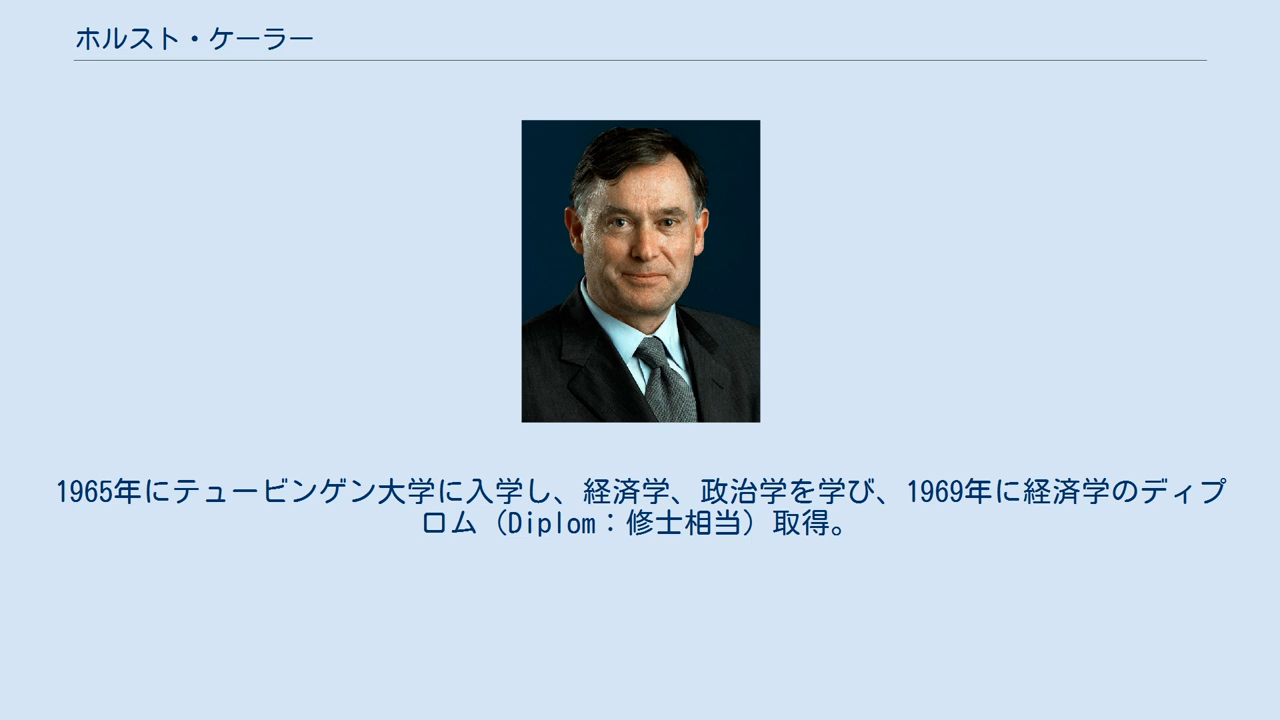 ホルスト・ケーラー
1965年にテュービンゲン大学に入学し、経済学、政治学を学び、1969年に経済学のディプ
ロム（Diplom：修士相当）取得。